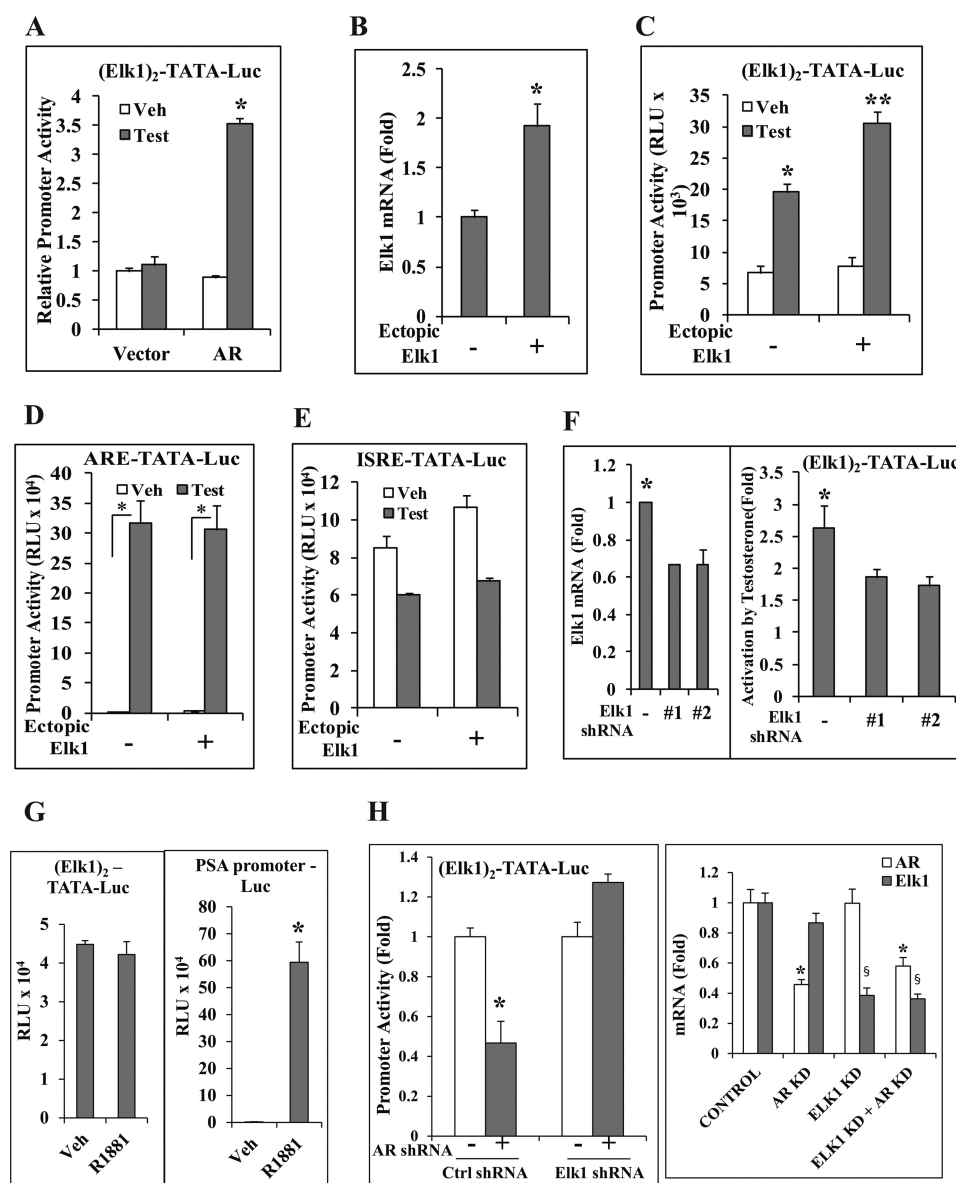 A
(Elk1)2-TATA-Luc
Relative Promoter Activity
4
3.5
3
2.5
2
1.5
1
0.5
0
Veh
Test
*
Vector
AR
B
Elk1 mRNA (Fold)
2.5
2
1.5
1
0.5
0
*
Ectopic
Elk1
-
+
C
(Elk1)2-TATA-Luc
Promoter Activity (RLU x
10³)
35
30
25
20
15
10
5
0
Veh
Test
*
**
Ectopic
Elk1
-
+
D
ARE-TATA-Luc
Promoter Activity (RLU x 10⁴)
40
35
30
25
20
15
10
5
0
Veh
Test
*
*
Ectopic
Elk1
-
+
E
ISRE-TATA-Luc
Promoter Activity (RLU x 10⁴)
12
10
8
6
4
2
0
Veh
Test
Ectopic
Elk1
-
+
F
Elk1 mRNA (Fold)
1.2
1
0.8
0.6
0.4
0.2
0
*
Elk1
shRNA
-
#1
#2
(Elk1)2-TATA-Luc
Activation by Testosterone(Fold)
3.5
3
2.5
2
1.5
1
0.5
0
*
Elk1
shRNA
-
#1
#2
G
(Elk1)2 –
TATA-Luc
RLU x 10⁴
5
4
3
2
1
0
Veh
R1881
PSA promoter -
Luc
RLU x 10⁴
80
70
60
50
40
30
20
10
0
*
Veh
R1881
H
(Elk1)2-TATA-Luc
Promoter Activity (Fold)
1.4
1.2
1
0.8
0.6
0.4
0.2
0
*
AR shRNA
-
+
-
+
Ctrl shRNA
Elk1 shRNA
mRNA (Fold)
1.2
1
0.8
0.6
0.4
0.2
0
AR
Elk1
*
§
*
§
CONTROL
AR KD
ELK1 KD
ELK1 KD + AR KD